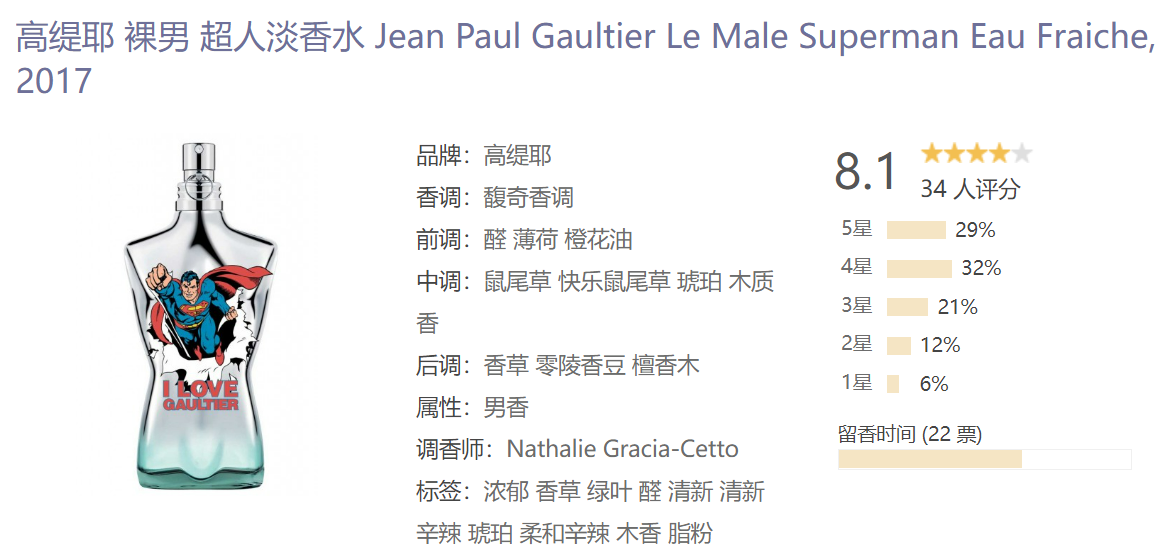 高缇耶 裸男 超人淡香水 Jean Paul Gaultier Le Male Superman Eau Fraiche,
2017
品牌：高缇耶
香调：馥奇香调
前调：醛 薄荷 橙花油
中调：鼠尾草 快乐鼠尾草 琥珀 木质
香
后调：香草 零陵香豆 檀香木
属性：男香
调香师：Nathalie Gracia-Cetto
标签：浓郁 香草 绿叶 醛 清新 清新
辛辣 琥珀 柔和辛辣 木香 脂粉
8.1
34 人评分
5星 29%
4星 32%
3星 21%
2星 12%
1星 6%
留香时间 (22 票)
I LOVE
GAULTIER